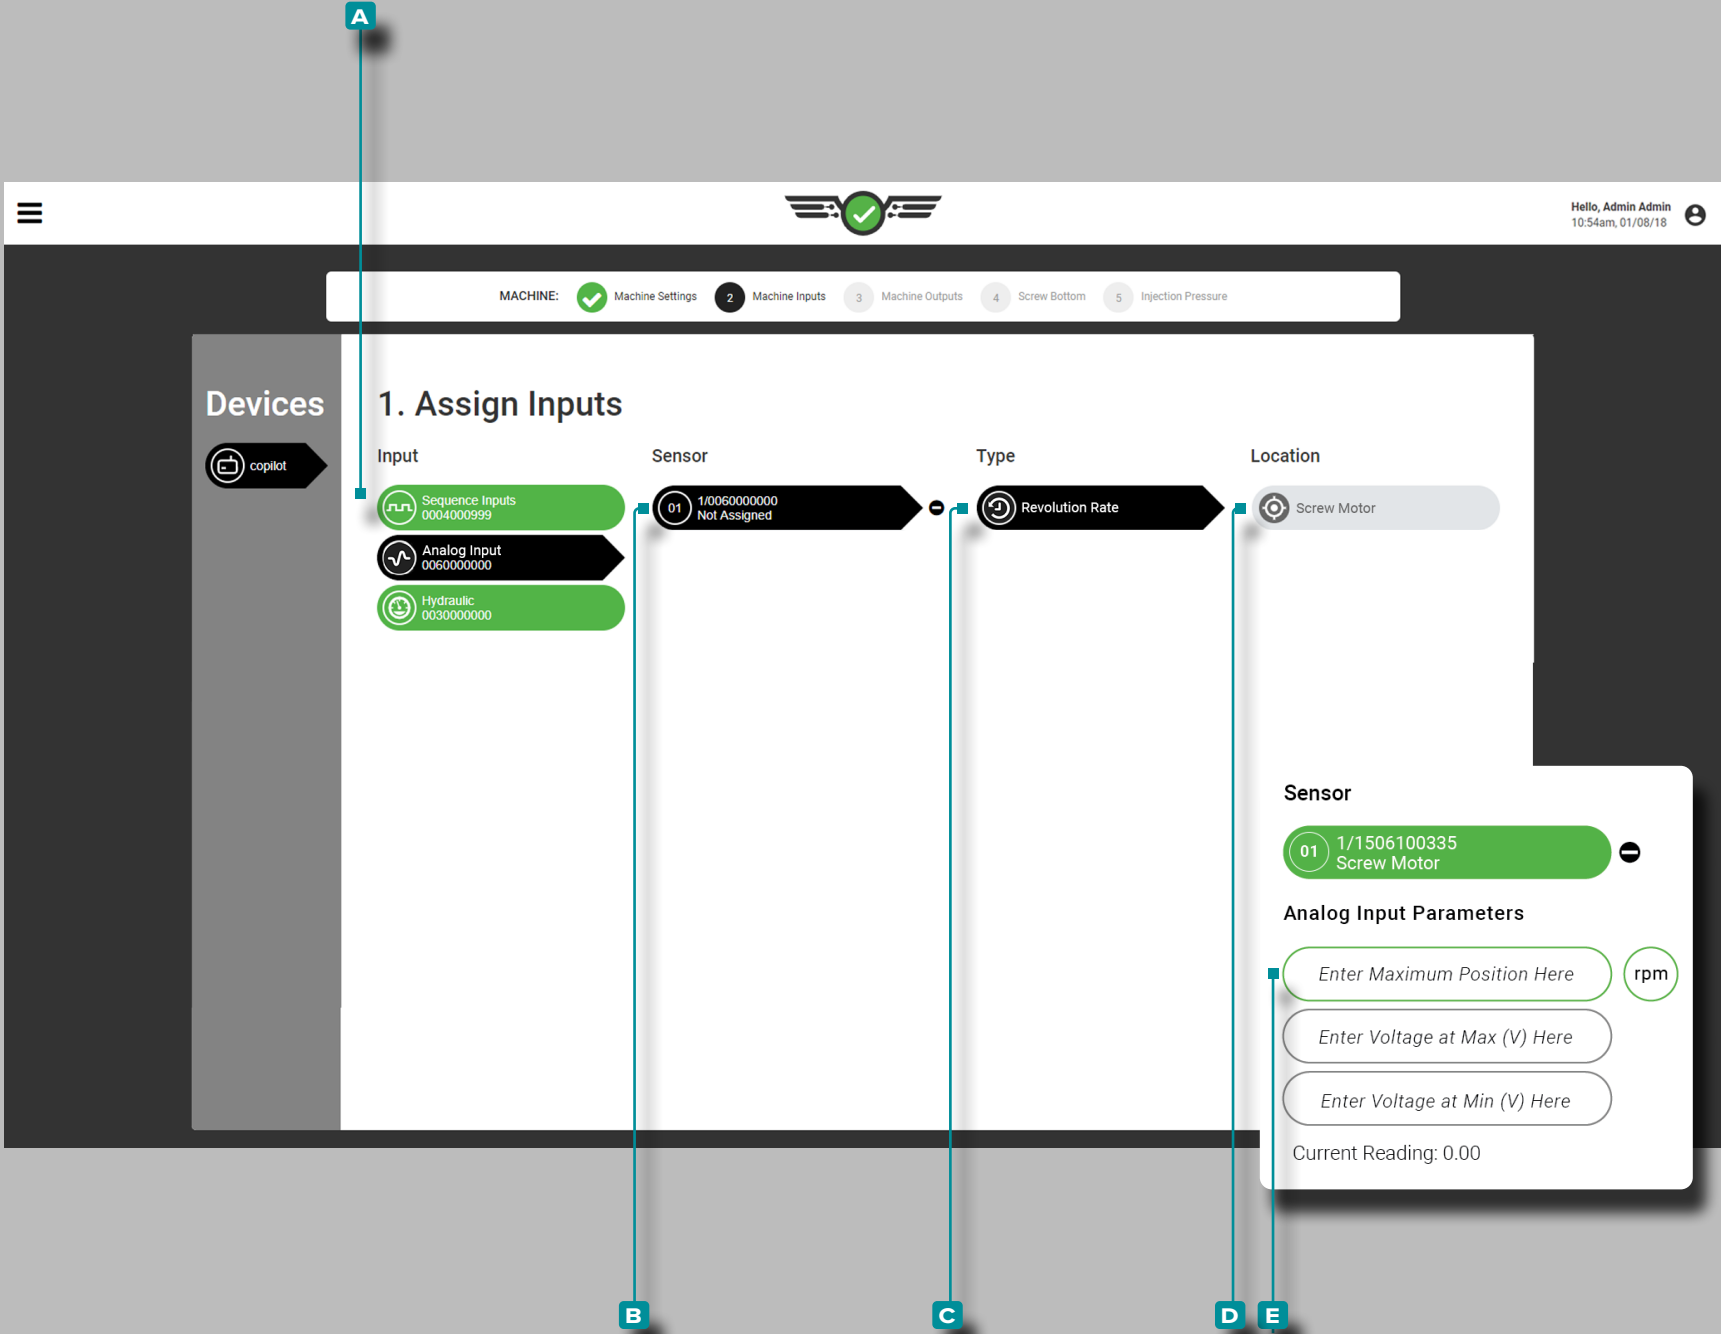 A
Hello, Admin Admin
10:54am, 01/08/18
MACHINE: Machine Settings 2 Machine Inputs 3 Machine Outputs 4 Screw Bottom 5 Injection Pressure
Devices
copilot
1. Assign Inputs
Input Sensor Type Location
Sequence Inputs
0004000999
Analog Input
0060000000
Hydraulic
0030000000
01 1/0060000000
Not Assigned
Revolution Rate
Screw Motor
Sensor
01 1/1506100335
Screw Motor
Analog Input Parameters
Enter Maximum Position Here rpm
Enter Voltage at Max (V) Here
Enter Voltage at Min (V) Here
Current Reading: 0.00
B C D E